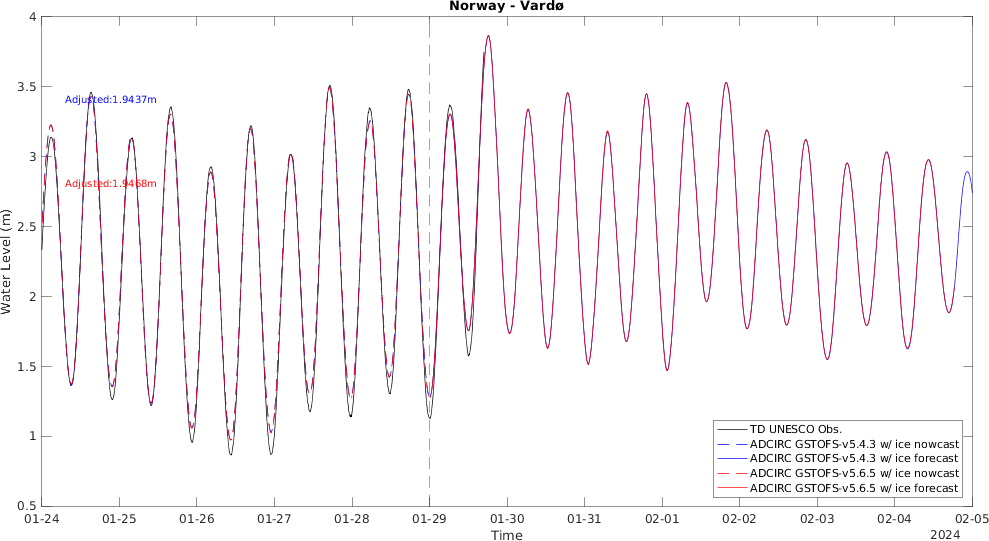 Norway - Vardø
4
3.5
3
2.5
2
1.5
1
0.5
Water Level (m)
Adjusted:1.9437m
Adjusted:1.9468m
TD UNESCO Obs.
ADCIRC GSTOFS-v5.4.3 w/ ice nowcast
ADCIRC GSTOFS-v5.4.3 w/ ice forecast
ADCIRC GSTOFS-v5.6.5 w/ ice nowcast
ADCIRC GSTOFS-v5.6.5 w/ ice forecast
01-24 01-25 01-26 01-27 01-28 01-29 01-30 01-31 02-01 02-02 02-03 02-04 02-05
Time
2024